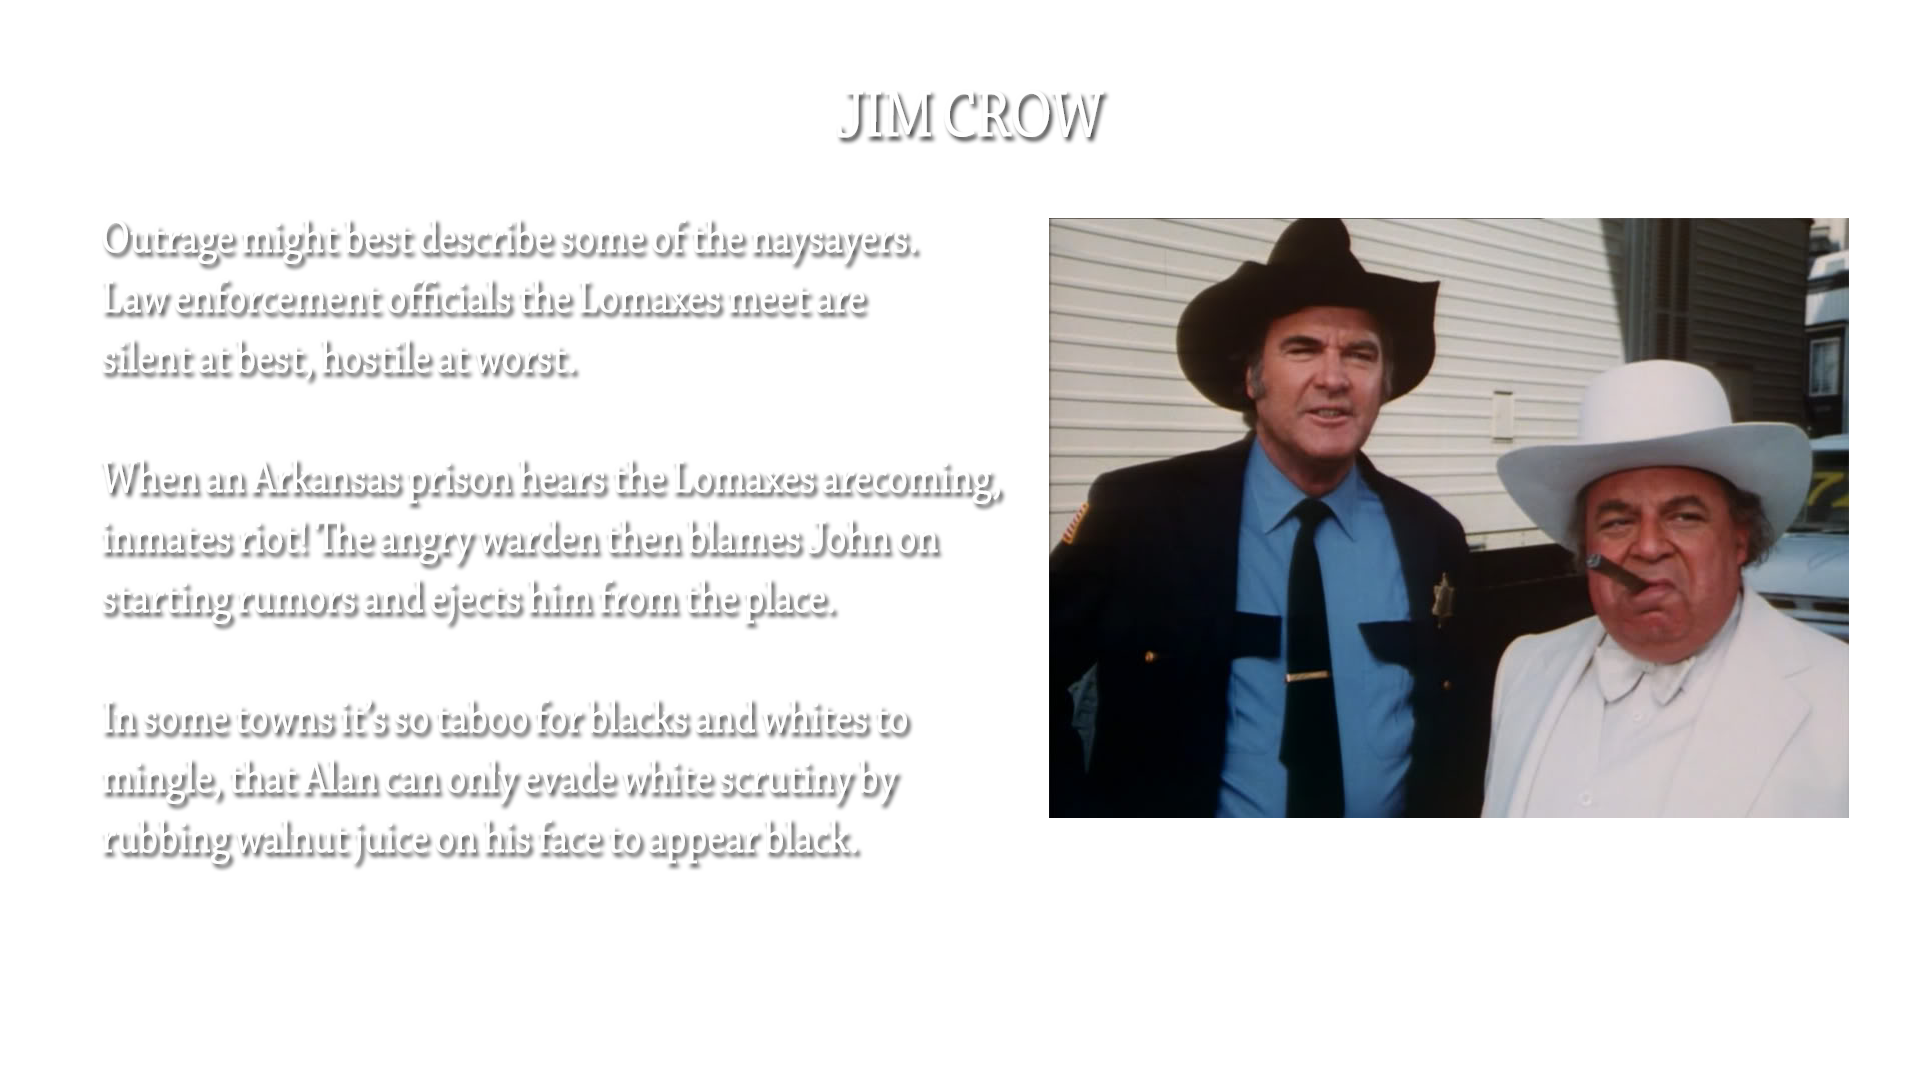 JIM CROW
Outrage might best describe some of the naysayers.
Law enforcement officials the Lomaxes meet are
silent at best, hostile at worst.
When an Arkansas prison hears the Lomaxes arecoming,
inmates riot! The angry warden then blames John on
starting rumors and ejects him from the place.
In some towns it’s so taboo for blacks and whites to
mingle, that Alan can only evade white scrutiny by
rubbing walnut juice on his face to appear black.